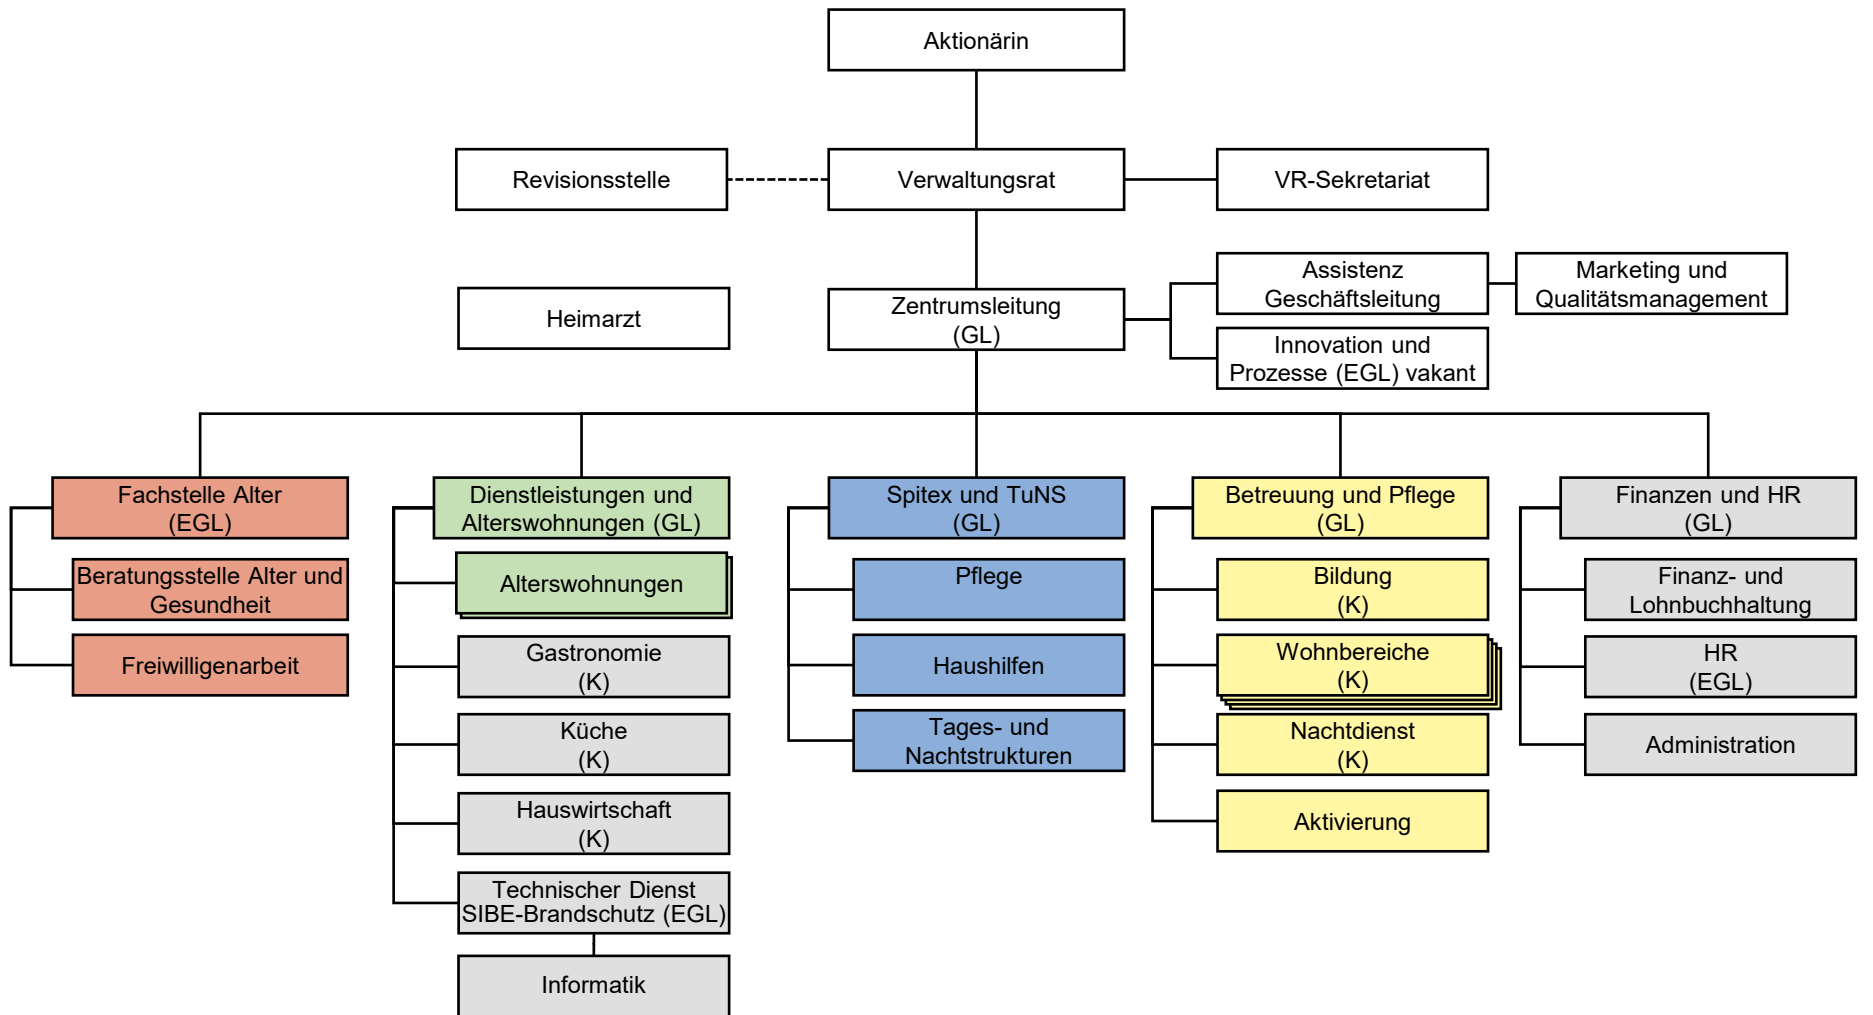 Aktionärin
Revisionsstelle
Verwaltungsrat
VR-Sekretariat
Heimarzt
Zentrumsleitung
(GL)
Assistenz
Geschäftsleitung
Marketing und
Qualitätsmanagement
Innovation und
Prozesse (EGL) vakant
Fachstelle Alter
(EGL)
Beratungsstelle Alter und
Gesundheit
Freiwilligenarbeit
Dienstleistungen und
Alterswohnungen (GL)
Alterswohnungen
Gastronomie
(K)
Küche
(K)
Hauswirtschaft
(K)
Technischer Dienst
SIBE-Brandschutz (EGL)
Informatik
Spitex und TuNS
(GL)
Pflege
Haushilfen
Tages- und
Nachtstrukturen
Betreuung und Pflege
(GL)
Bildung
(K)
Wohnbereiche
(K)
Nachtdienst
(K)
Aktivierung
Finanzen und HR
(GL)
Finanz- und
Lohnbuchhaltung
HR
(EGL)
Administration